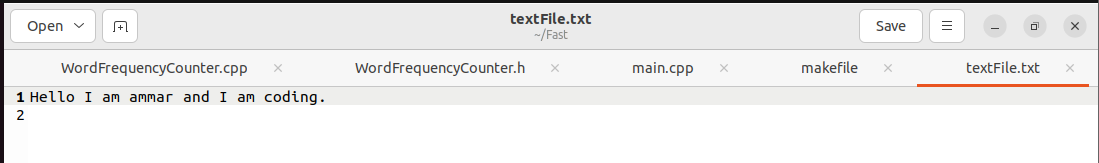 Open
textFile.txt
~/Fast
Save
WordFrequencyCounter.cpp
WordFrequencyCounter.h
main.cpp
makefile
textFile.txt
1 Hello I am ammar and I am coding.
2